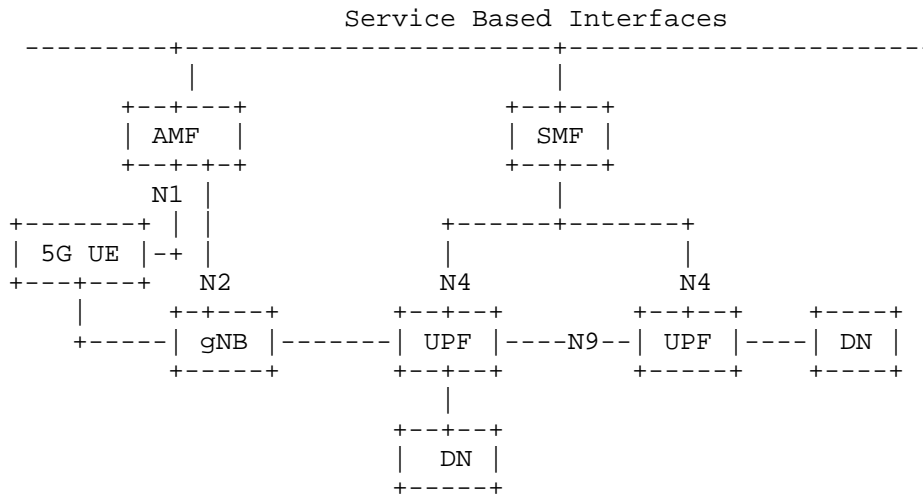 Service Based Interfaces
AMF SMF
N1
5G UE
N2 N4 N4
gNB UPF N9 UPF DN
DN